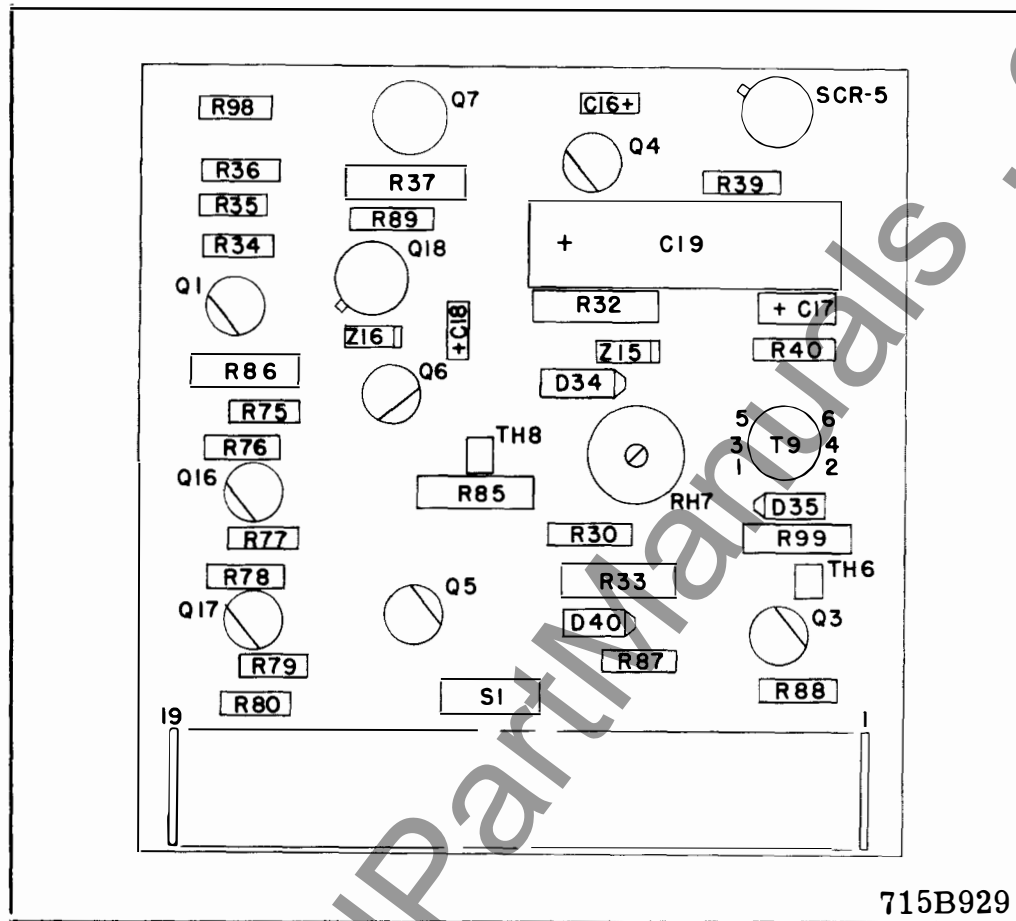 R98
Q7
C16+
SCR-5
Q4
R36
R37
R39
R35
R89
R34
Q18
+ C19
Q1
R32
+ C17
+C18
Z16
Z15
R40
R86
Q6
D34
R75
5 6
TH8
3 T9 4
R76
1 2
Q16
R85
RH7
D35
R77
R30
R99
R78
R33
TH6
Q17
Q5
D40
Q3
R79
R87
R80
S1
R88
19
1
715B929
PartManuals